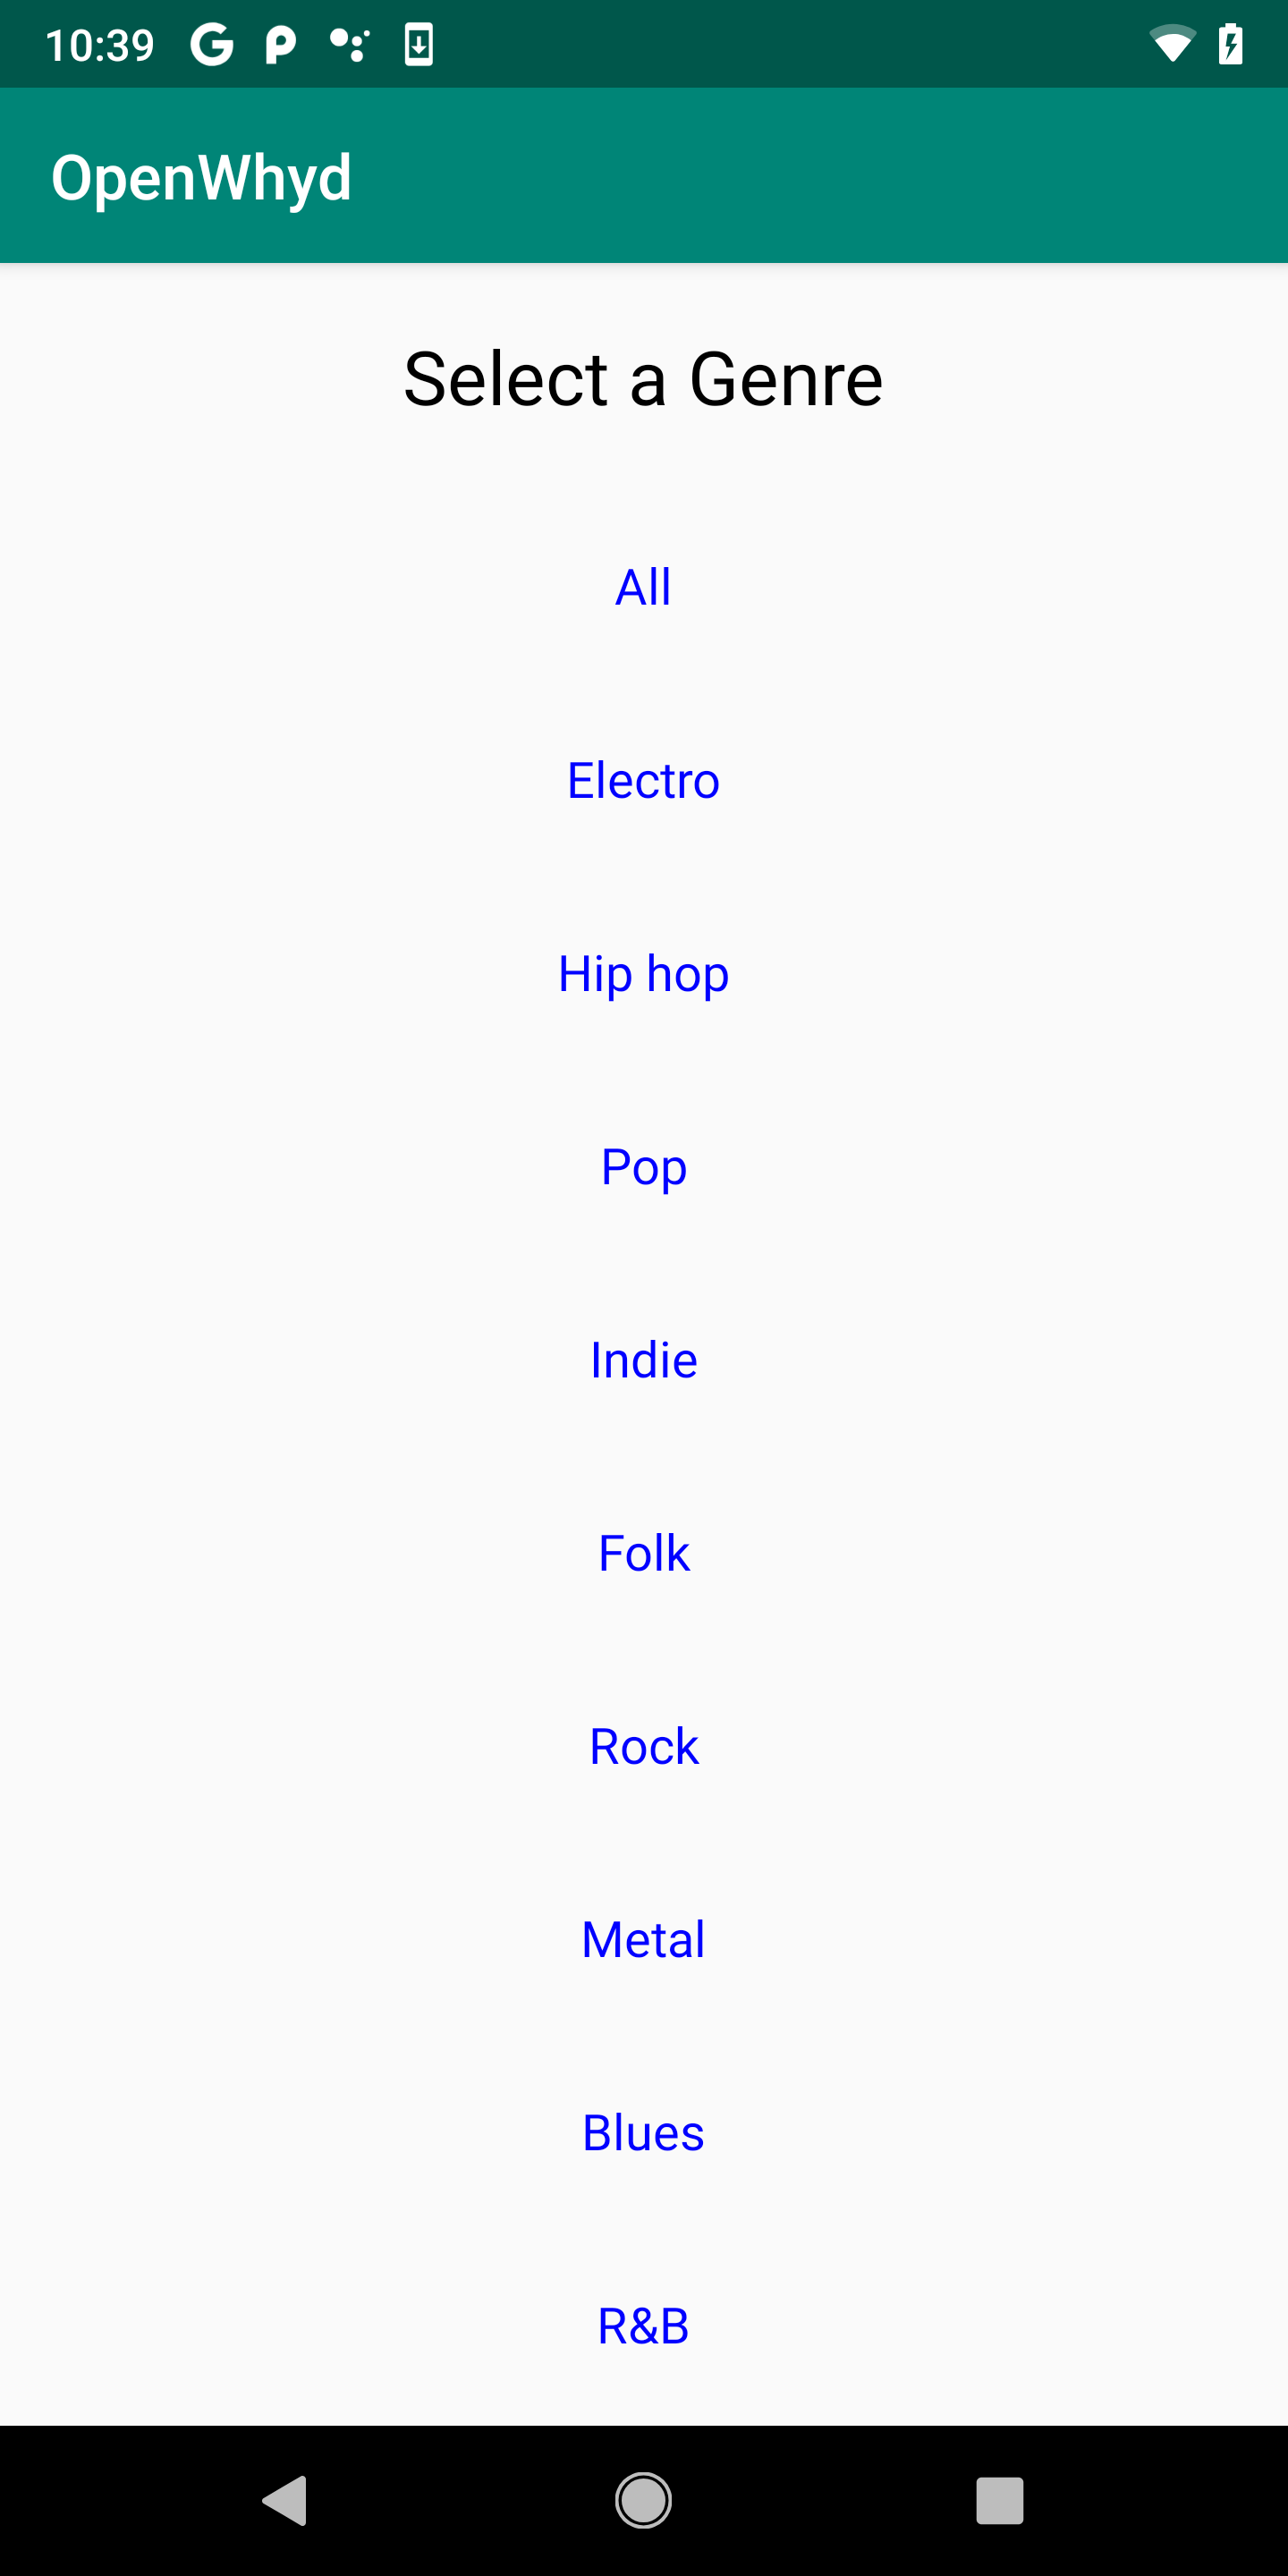 10:39
OpenWhyd
Select a Genre
All
Electro
Hip hop
Pop
Indie
Folk
Rock
Metal
Blues
R&B